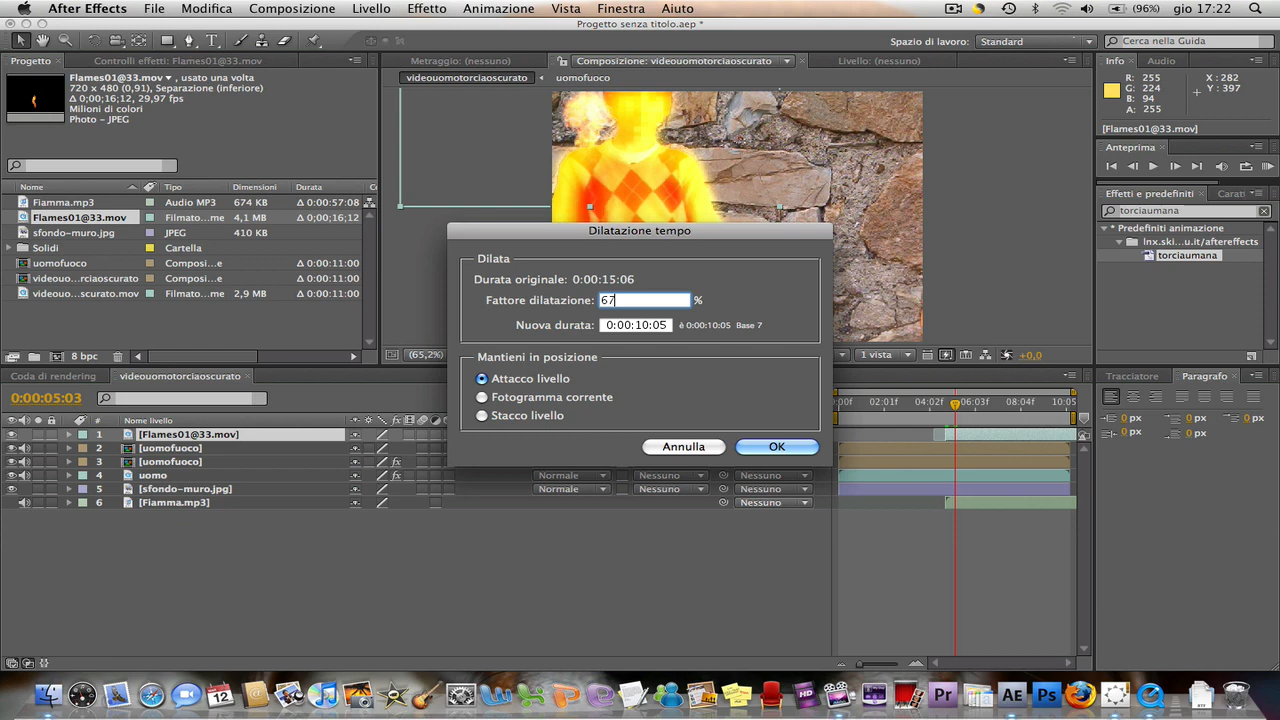 After Effects File Modifica Composizione Livello Effetto Animazione Vista Finestra Aiuto (96%) gio 17:22
Progetto senza titolo.aep *
Spazio di lavoro: Standard Cerca nella Guida
Progetto Controlli effetti: Flames01@33.mov
Metraggio: (nessuno) Composizione: videouomotorciaoscurato Livello: (nessuno)
Info Audio
Flames01@33.mov ▼, usato una volta
720 x 480 (0,91), Separazione (inferiore)
Δ 0;00;16;12, 29,97 fps
Milioni di colori
Photo - JPEG
videouomotorciaoscurato uomofuoco
R: 255
G: 224
B: 94
A: 255
X: 282
Y: 397
[Flames01@33.mov]
Anteprima
Effetti e predefiniti Carati
torciaumana
* Predefiniti animazione
lnx.ski...u.it/aftereffects
torciaumana
Nome Tipo Dimensioni Durata
Fiamma.mp3 Audio MP3 674 KB Δ 0:00:57:08
Flames01@33.mov Filmato...me 4,1 MB Δ 0;00;16;12
sfondo-muro.jpg JPEG 410 KB
Solidi Cartella
uomofuoco Composi...e Δ 0:00:11:00
videouo...rciaoscurato Composi...e Δ 0:00:11:00
videouo...scurato.mov Filmato...me 2,9 MB Δ 0:00:11:00
8 bpc
(65,2%) 1 vista +0,0
Dilatazione tempo
Dilata
Durata originale: 0:00:15:06
Fattore dilatazione: 67 %
Nuova durata: 0:00:10:05 è 0:00:10:05 Base 7
Mantieni in posizione
Attacco livello
Fotogramma corrente
Stacco livello
Annulla OK
Coda di rendering videouomotorciaoscurato
0:00:05:03
:00f 02:01f 04:02f 06:03f 08:04f 10:05
Tracciatore Paragrafo
0 px 0 px
0 px 0 px
0 px
Nome livello
1 [Flames01@33.mov]
2 [uomofuoco]
3 [uomofuoco]
4 uomo Normale Nessuno Nessuno
5 [sfondo-muro.jpg] Normale Nessuno Nessuno
6 [Fiamma.mp3] Nessuno
12 HD Pr AE Ps